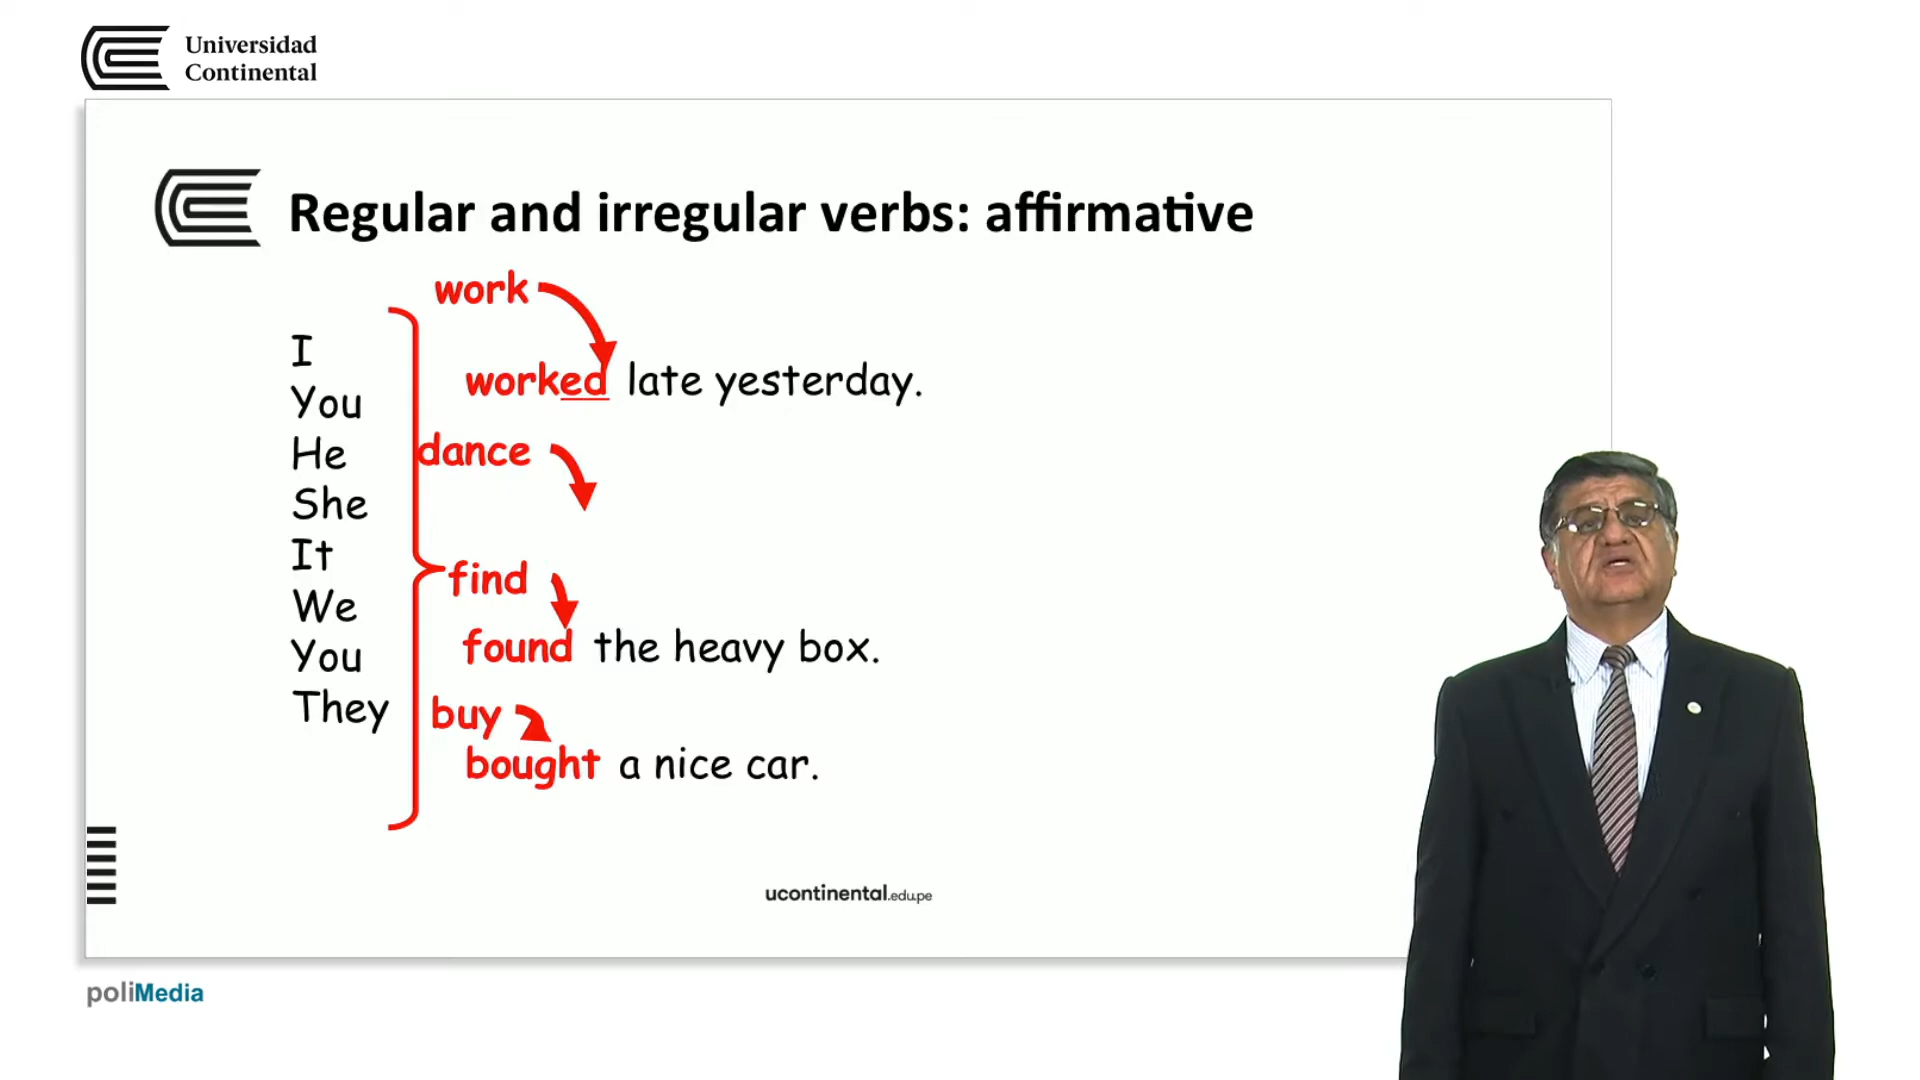 Universidad
Continental
Regular and irregular verbs: affirmative
work
I
worked late yesterday.
You
He
dance
She
It
find
We
found the heavy box.
You
They
buy
bought a nice car.
ucontinental.edu.pe
poliMedia